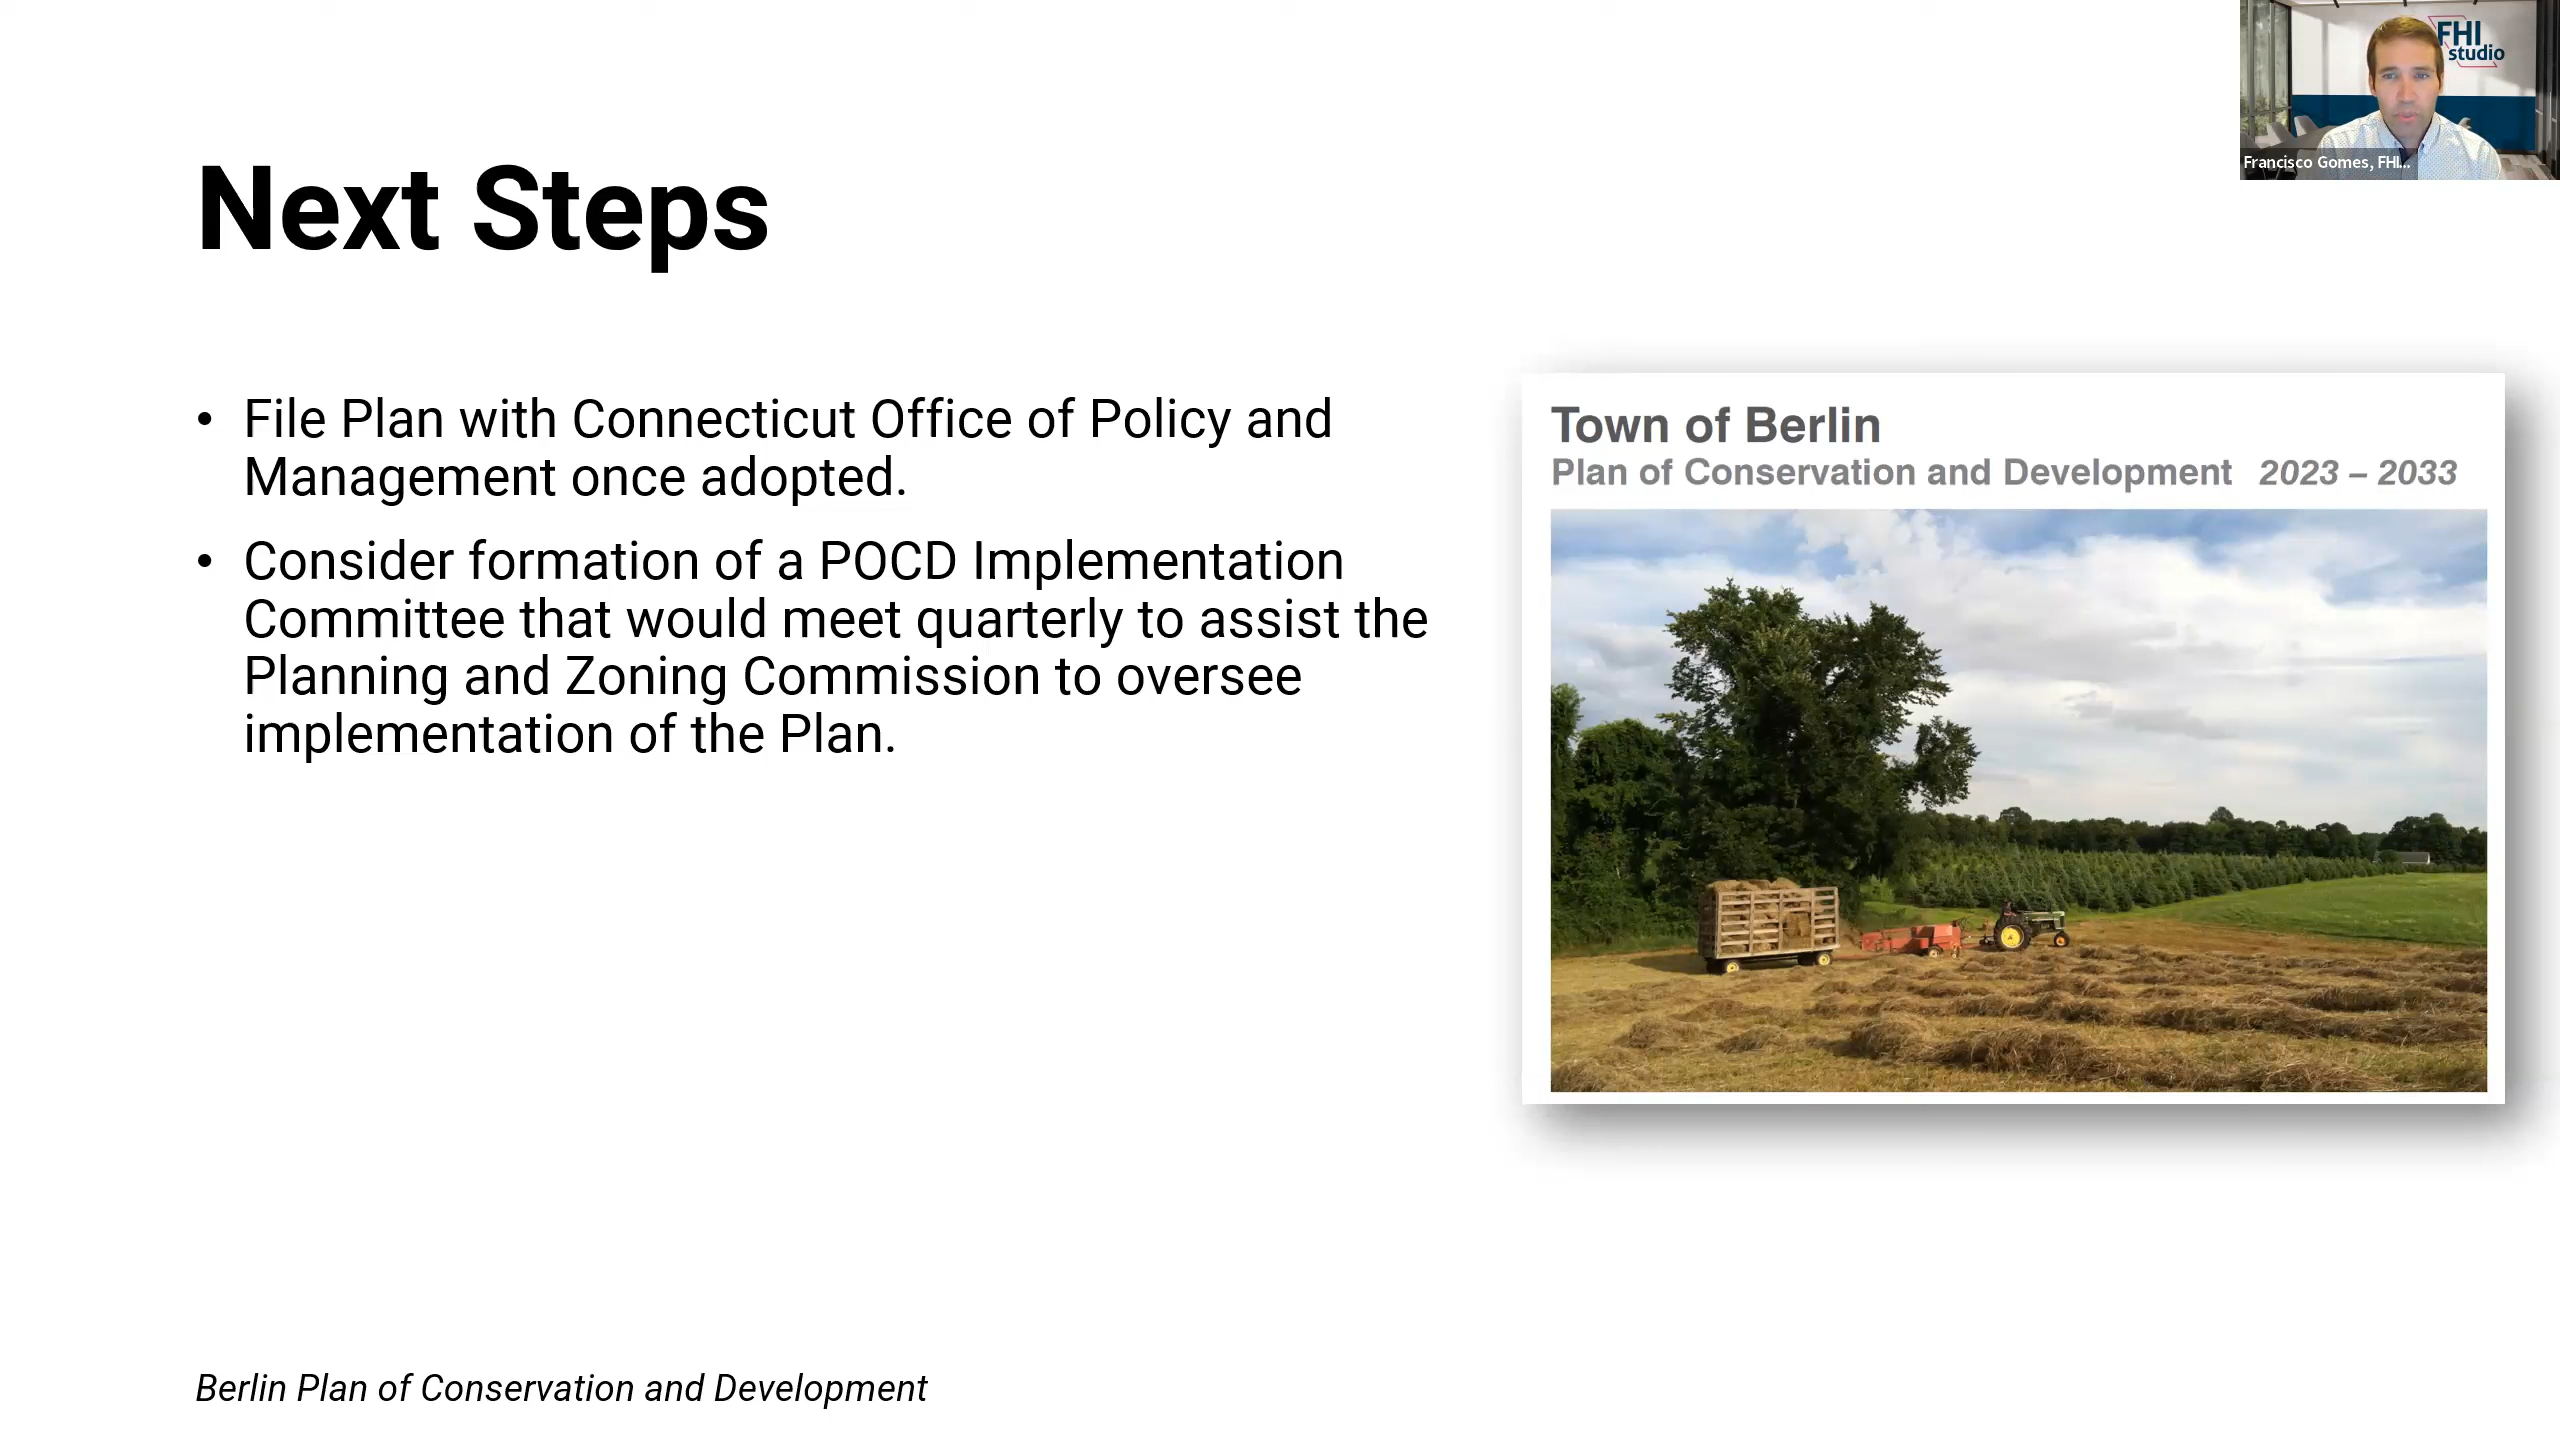 FHI
studio
Francisco Gomes, FHI...
Next Steps
• File Plan with Connecticut Office of Policy and
Management once adopted.
• Consider formation of a POCD Implementation
Committee that would meet quarterly to assist the
Planning and Zoning Commission to oversee
implementation of the Plan.
Town of Berlin
Plan of Conservation and Development 2023 – 2033
Berlin Plan of Conservation and Development